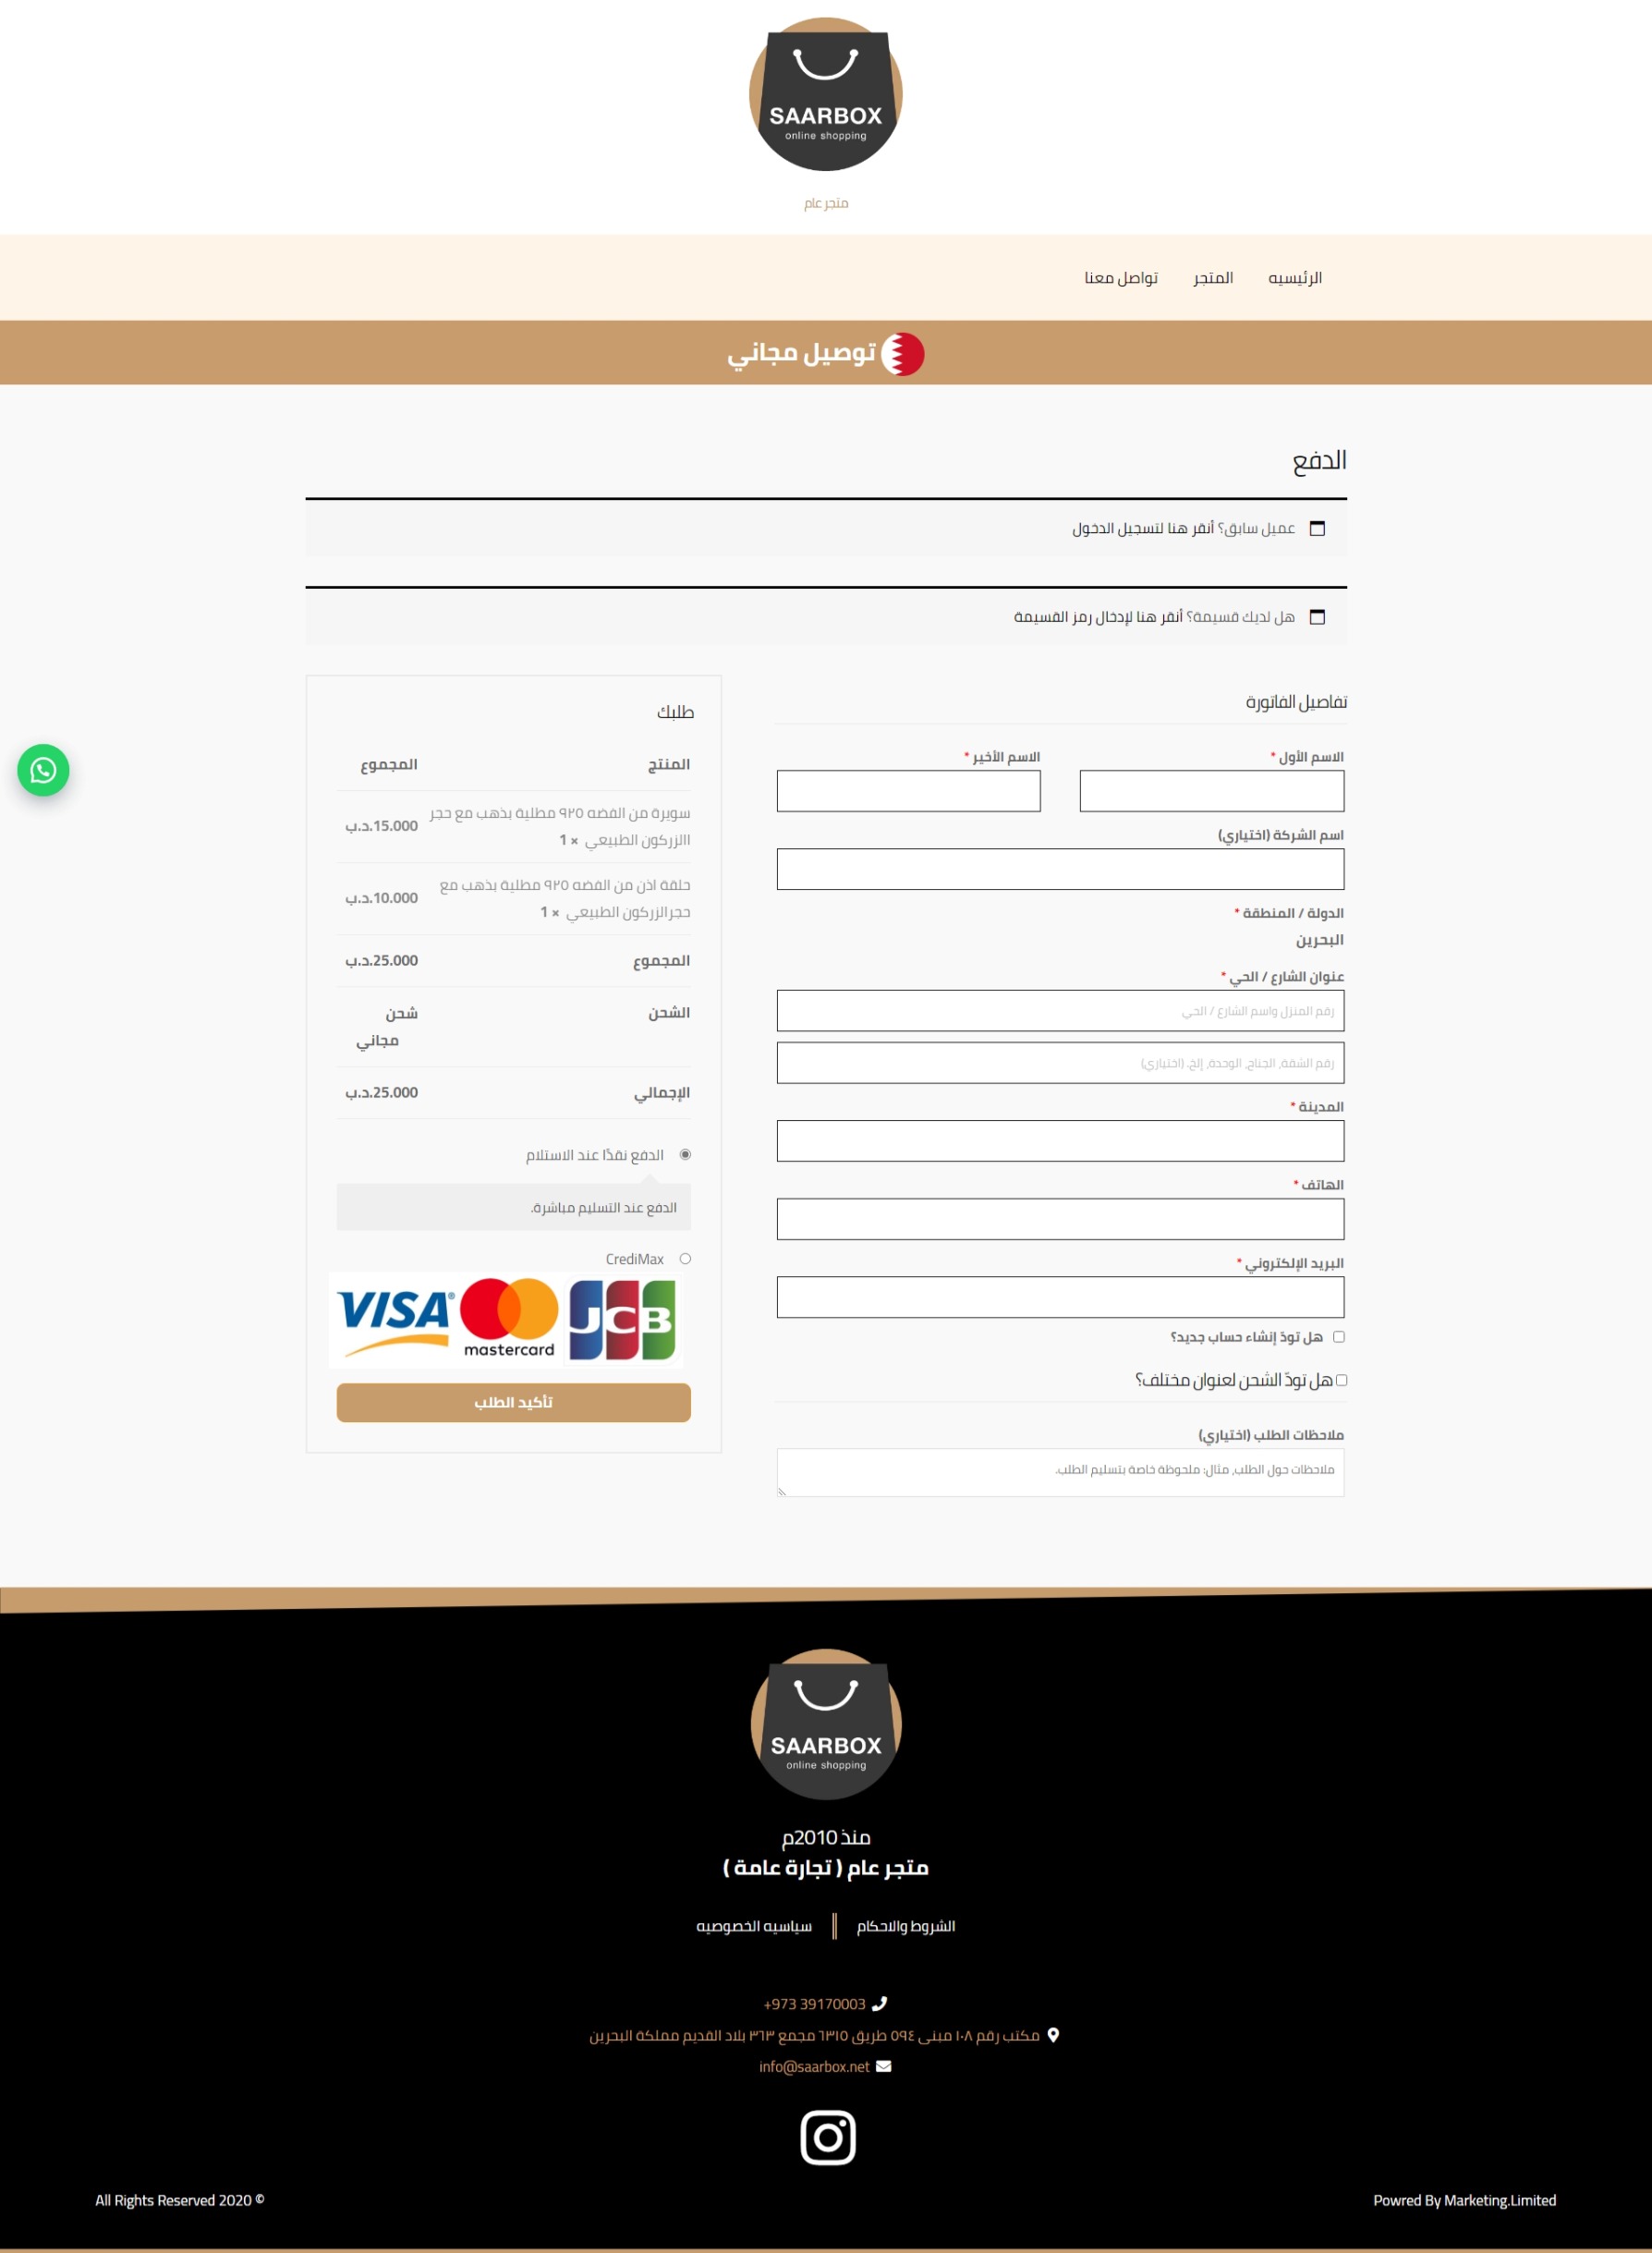 SAARBOX
online shopping
متجر عام
الرئيسيه
المتجر
تواصل معنا
توصيل مجاني
الدفع
عميل سابق؟ أنقر هنا لتسجيل الدخول
هل لديك قسيمة؟ أنقر هنا لإدخال رمز القسيمة
تفاصيل الفاتورة
الاسم الأول *
الاسم الأخير *
اسم الشركة (اختياري)
الدولة / المنطقة *
البحرين
عنوان الشارع / الحي *
رقم المنزل واسم الشارع / الحي
رقم الشقة, الجناح, الوحدة, إلخ. (اختياري)
المدينة *
الهاتف *
البريد الإلكتروني *
هل تودّ إنشاء حساب جديد؟
هل تودّ الشحن لعنوان مختلف؟
ملاحظات الطلب (اختياري)
ملاحظات حول الطلب, مثال: ملحوظة خاصة بتسليم الطلب.
طلبك
المنتج المجموع
سويرة من الفضه ٩٢٥ مطلية بذهب مع حجر
االزركون الطبيعي × 1
15.000.د.ب
حلقة اذن من الفضه ٩٢٥ مطلية بذهب مع
حجرالزركون الطبيعي × 1
10.000.د.ب
المجموع 25.000.د.ب
الشحن شحن
مجاني
الإجمالي 25.000.د.ب
الدفع نقدًا عند الاستلام
الدفع عند التسليم مباشرة.
CrediMax
VISA® mastercard JCB
تأكيد الطلب
SAARBOX
online shopping
منذ 2010م
متجر عام ( تجارة عامة )
الشروط والاحكام
سياسيه الخصوصيه
+973 39170003
مكتب رقم ١٠٨ مبنى ٥٩٤ طريق ٦٣١٥ مجمع ٣٦٣ بلاد القديم مملكة البحرين
info@saarbox.net
Powred By Marketing.Limited
All Rights Reserved 2020 ©